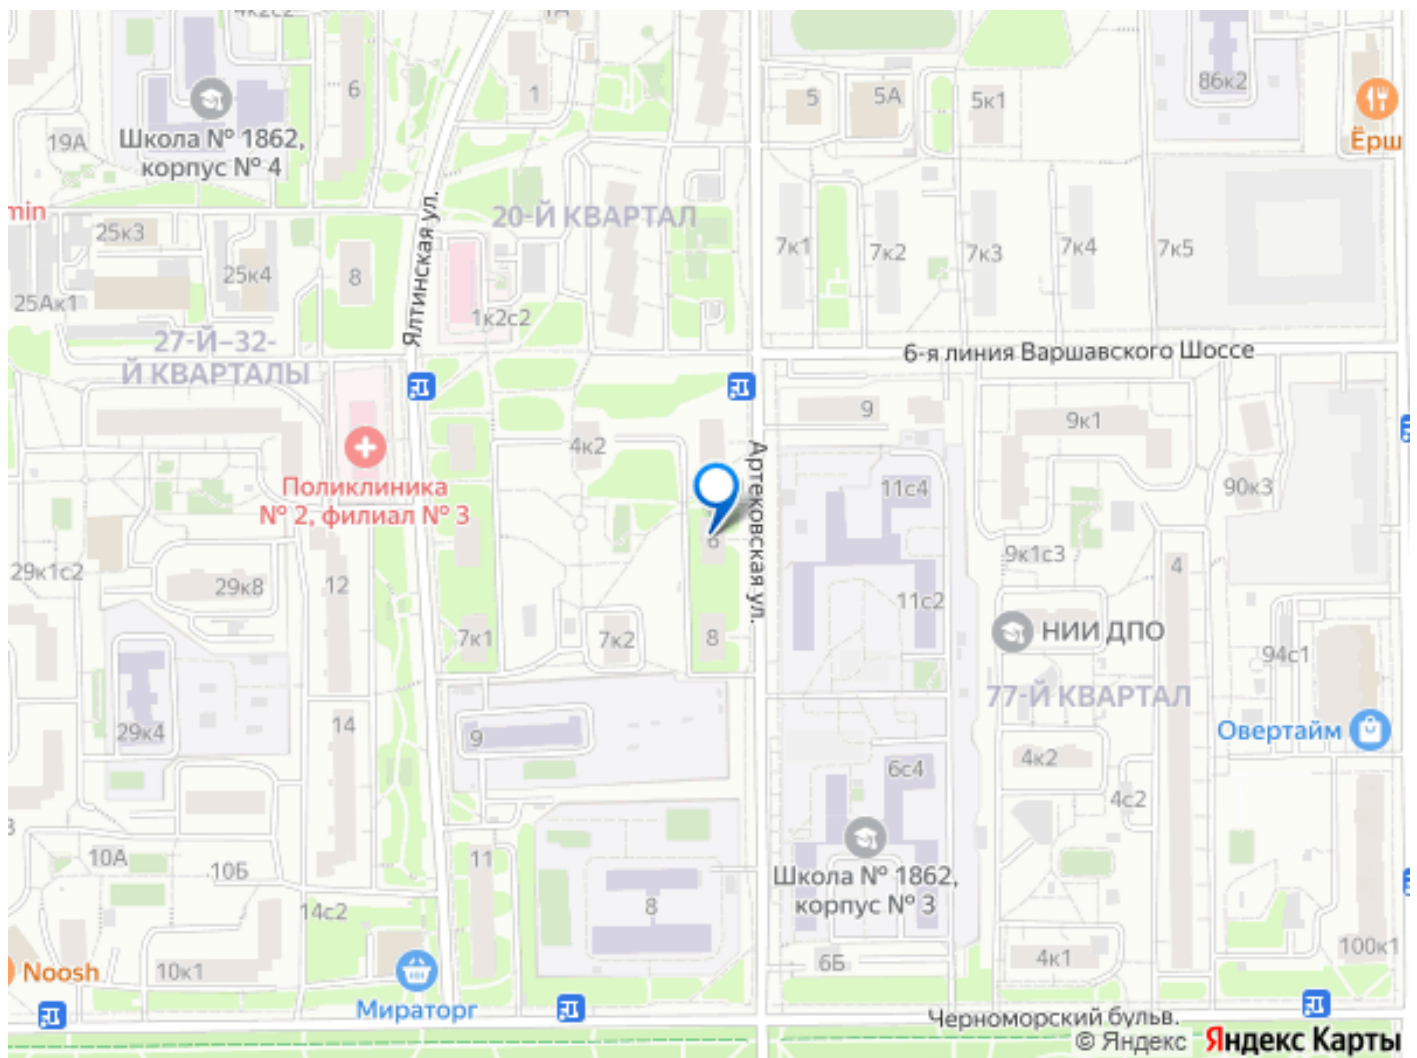 4к2с2
1Д
86к2
6
1
5
5А
5к1
Ёрш
19А
Школа № 1862,
корпус № 4
min
25к3
20-Й КВАРТАЛ
Ялтинская ул.
7к1
7к2
7к3
7к4
7к5
25к4
8
25Ак1
1к2с2
27-Й–32-
Й КВАРТАЛЫ
6-я линия Варшавского Шоссе
9
9к1
4к2
Артековская ул.
Поликлиника
№ 2, филиал № 3
11с4
90к3
6
9к1с3
4
29к1с2
29к8
12
11с2
7к1
7к2
8
НИИ ДПО
94с1
77-Й КВАРТАЛ
29к4
14
9
Овертайм
4к2
6с4
4с2
10А
10Б
11
Школа № 1862,
корпус № 3
14с2
8
Noosh
10к1
6Б
4к1
100к1
Мираторг
Черноморский бульв.
© Яндекс Яндекс Карты